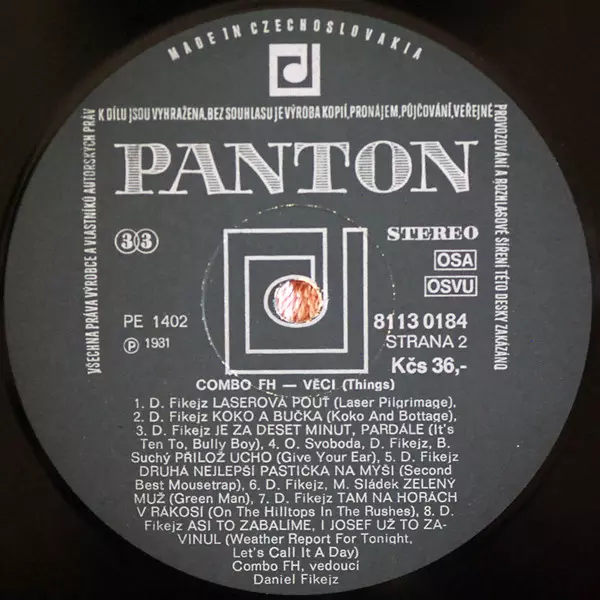 MADE IN CZECHOSLOVAKIA
VŠECHNA PRÁVA VÝROBCE A VLASTNÍKŮ AUTORSKÝCH PRÁV
K DÍLU JSOU VYHRAŽENA. BEZ SOUHLASU JE VÝROBA KOPIÍ, PRONÁJEM, PŮJČOVÁNÍ, VEŘEJNÉ
PROVOZOVÁNÍ A ROZHLASOVÉ ŠÍŘENÍ TÉTO DESKY ZAKÁZÁNO
PANTON
33
STEREO
OSA
OSVU
PE 1402
8113 0184
Ⓟ 1931
STRANA 2
Kčs 36,-
COMBO FH — VĚCI (Things)
1. D. Fikejz LASEROVÁ POUŤ (Laser Pilgrimage),
2. D. Fikejz KOKO A BUČKA (Koko And Bottage),
3. D. Fikejz JE ZA DESET MINUT, PARDÁLE (It's
Ten To, Bully Boy), 4. O. Svoboda, D. Fikejz, B.
Suchý PŘILOŽ UCHO (Give Your Ear), 5. D. Fikejz
DRUHÁ NEJLEPŠÍ PASTIČKA NA MYŠI (Second
Best Mousetrap), 6. D. Fikejz, M. Sládek ZELENÝ
MUŽ (Green Man), 7. D. Fikejz TAM NA HORÁCH
V RÁKOSÍ (On The Hilltops In The Rushes), 8. D.
Fikejz ASI TO ZABALÍME, I JOSEF UŽ TO ZA-
VINUL (Weather Report For Tonight,
Let's Call It A Day)
Combo FH, vedoucí
Daniel Fikejz